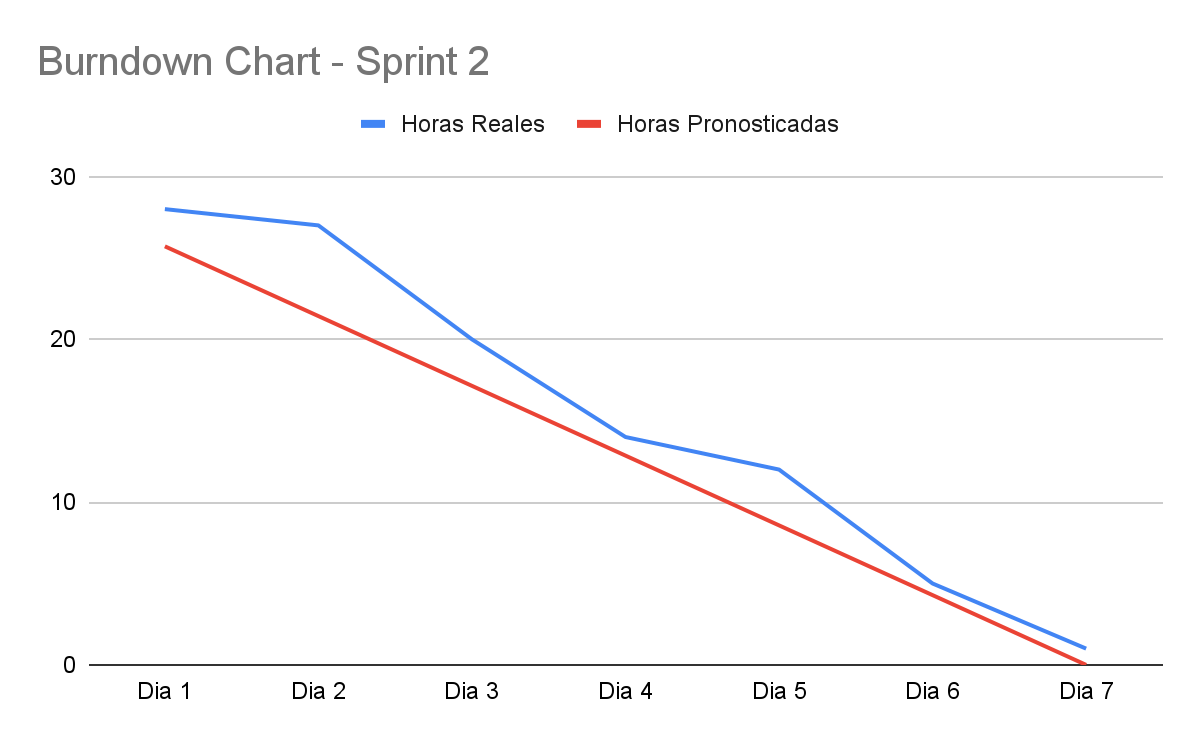 Burndown Chart - Sprint 2
Horas Reales Horas Pronosticadas
30
20
10
0
Dia 1 Dia 2 Dia 3 Dia 4 Dia 5 Dia 6 Dia 7